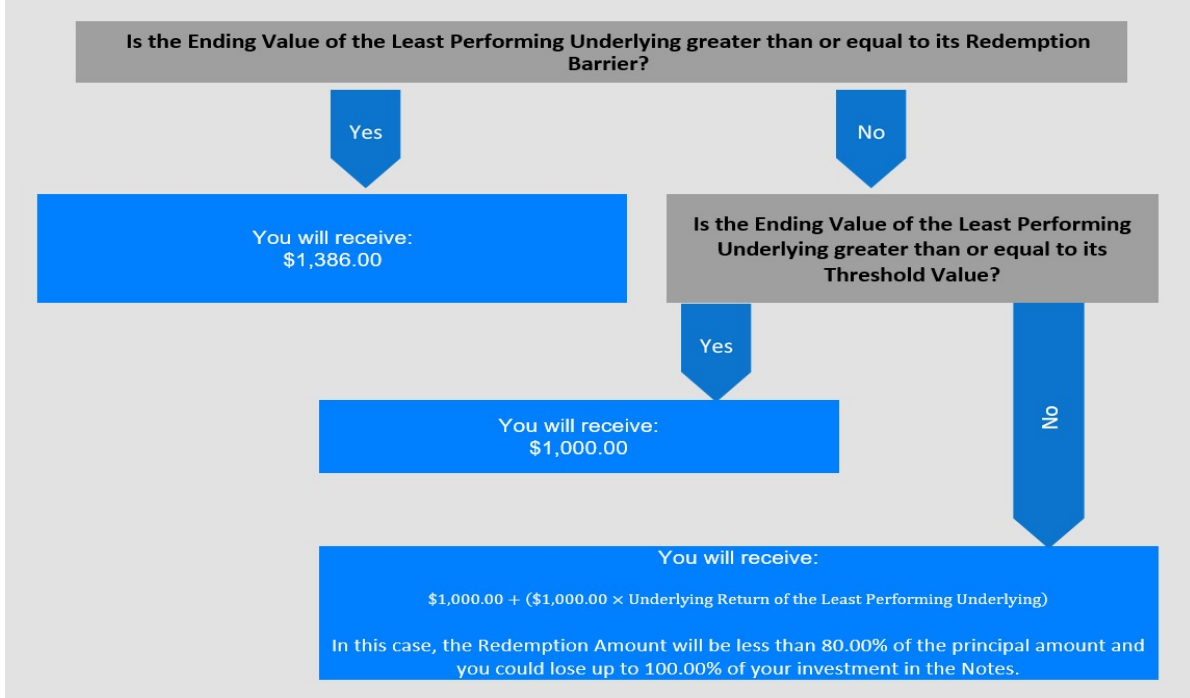 Is the Ending Value of the Least Performing Underlying greater than or equal to its Redemption
Barrier?
Yes
No
You will receive:
$1,386.00
Is the Ending Value of the Least Performing
Underlying greater than or equal to its
Threshold Value?
Yes
No
You will receive:
$1,000.00
You will receive:
$1,000.00 + ($1,000.00 × Underlying Return of the Least Performing Underlying)
In this case, the Redemption Amount will be less than 80.00% of the principal amount and
you could lose up to 100.00% of your investment in the Notes.